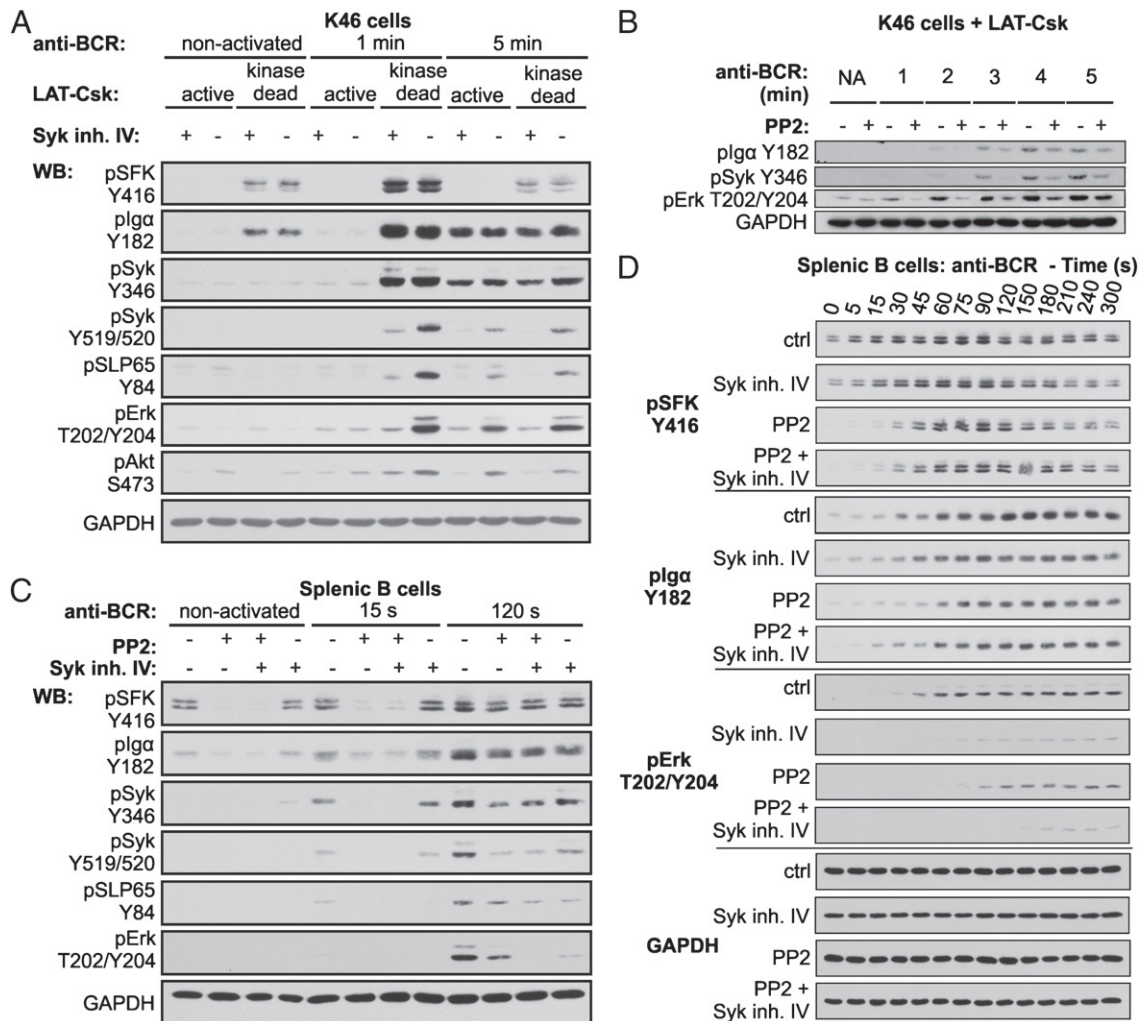 A
K46 cells
anti-BCR: non-activated 1 min 5 min
LAT-Csk: active kinase dead active kinase dead active kinase dead
Syk inh. IV: + - + - + - + - + - + -
WB: pSFK Y416
pIgα Y182
pSyk Y346
pSyk Y519/520
pSLP65 Y84
pErk T202/Y204
pAkt S473
GAPDH
B
K46 cells + LAT-Csk
anti-BCR: (min) NA 1 2 3 4 5
PP2: - + - + - + - + - + - +
pIgα Y182
pSyk Y346
pErk T202/Y204
GAPDH
C
Splenic B cells
anti-BCR: non-activated 15 s 120 s
PP2: - + + - - + + - - + + -
Syk inh. IV: - - + + - - + + - - + +
WB: pSFK Y416
pIgα Y182
pSyk Y346
pSyk Y519/520
pSLP65 Y84
pErk T202/Y204
GAPDH
D
Splenic B cells: anti-BCR - Time (s)
0 5 15 30 45 60 75 90 120 150 180 210 240 300
pSFK Y416
ctrl
Syk inh. IV
PP2
PP2 + Syk inh. IV
pIgα Y182
ctrl
Syk inh. IV
PP2
PP2 + Syk inh. IV
pErk T202/Y204
ctrl
Syk inh. IV
PP2
PP2 + Syk inh. IV
GAPDH
ctrl
Syk inh. IV
PP2
PP2 + Syk inh. IV